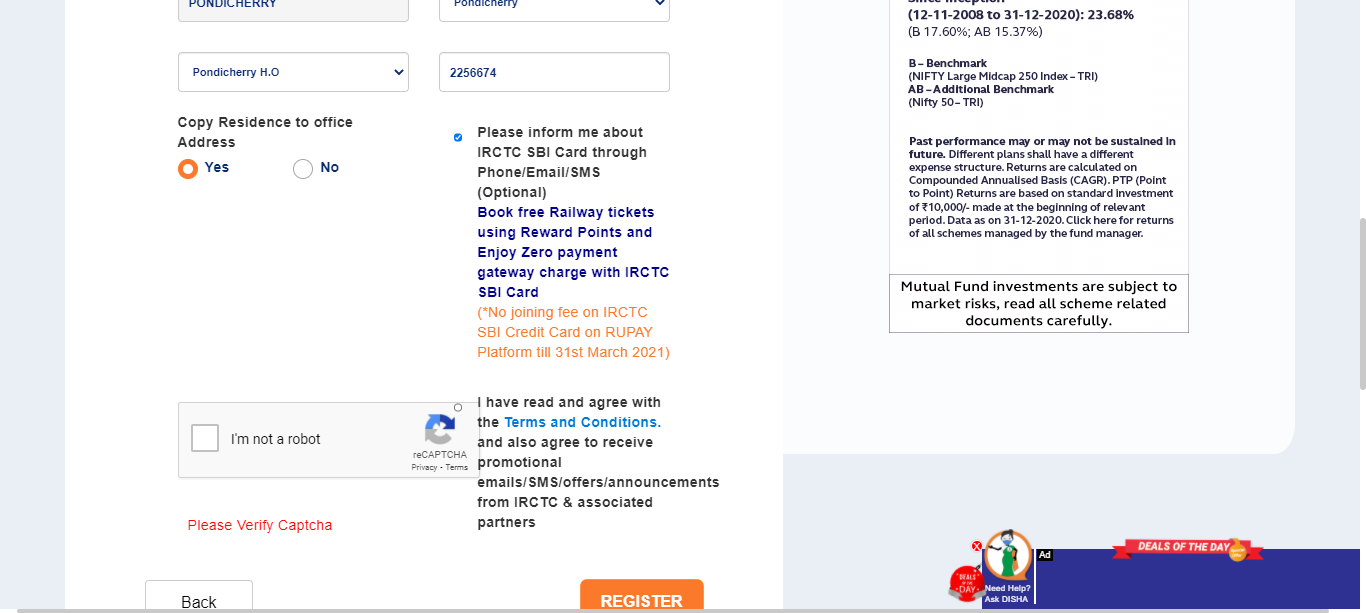 PONDICHERRY
Pondicherry
Pondicherry H.O
2256674
Copy Residence to office
Address
Yes
No
Please inform me about
IRCTC SBI Card through
Phone/Email/SMS
(Optional)
Book free Railway tickets
using Reward Points and
Enjoy Zero payment
gateway charge with IRCTC
SBI Card
(*No joining fee on IRCTC
SBI Credit Card on RUPAY
Platform till 31st March 2021)
I'm not a robot
reCAPTCHA
Privacy - Terms
I have read and agree with
the Terms and Conditions.
and also agree to receive
promotional
emails/SMS/offers/announcements
from IRCTC & associated
partners
Please Verify Captcha
Back
REGISTER
Since inception
(12-11-2008 to 31-12-2020): 23.68%
(B 17.60%; AB 15.37%)
B – Benchmark
(NIFTY Large Midcap 250 Index – TRI)
AB – Additional Benchmark
(Nifty 50 – TRI)
Past performance may or may not be sustained in
future. Different plans shall have a different
expense structure. Returns are calculated on
Compounded Annualised Basis (CAGR). PTP (Point
to Point) Returns are based on standard investment
of ₹10,000/- made at the beginning of relevant
period. Data as on 31-12-2020. Click here for returns
of all schemes managed by the fund manager.
Mutual Fund investments are subject to
market risks, read all scheme related
documents carefully.
X
Ad
DEALS OF THE DAY
"DEALS
OF THE
DAY"
Need Help?
Ask DISHA